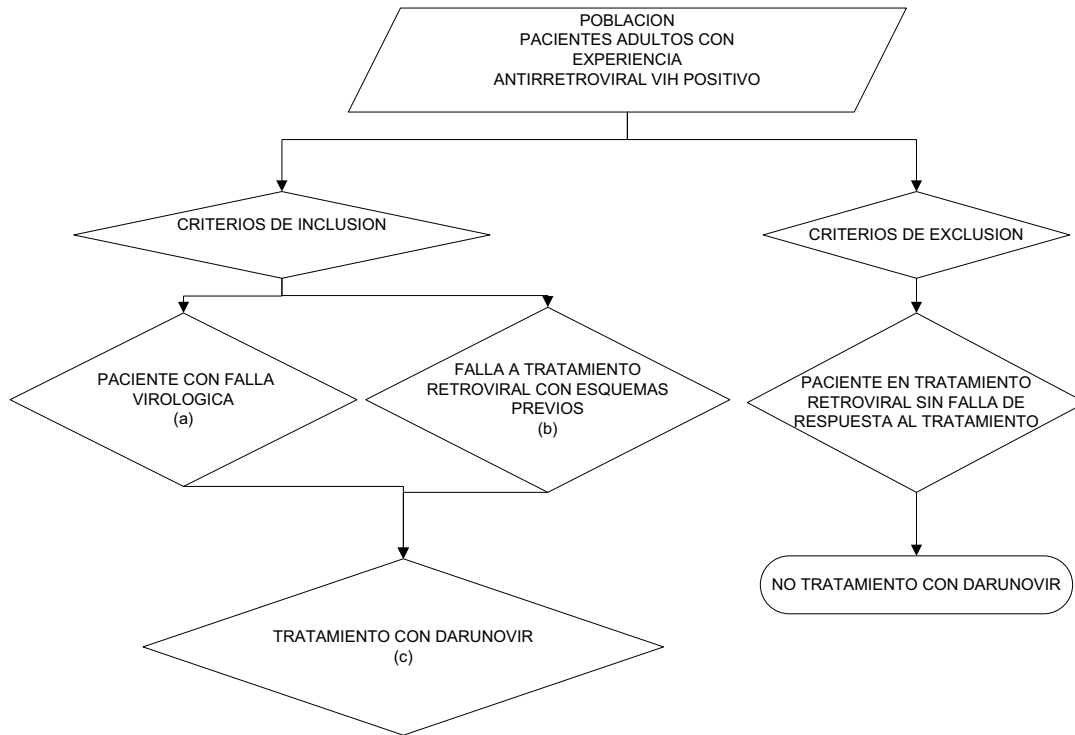 POBLACION
PACIENTES ADULTOS CON
EXPERIENCIA
ANTIRRETROVIRAL VIH POSITIVO
CRITERIOS DE INCLUSION
CRITERIOS DE EXCLUSION
PACIENTE CON FALLA
VIROLOGICA
(a)
FALLA A TRATAMIENTO
RETROVIRAL CON ESQUEMAS
PREVIOS
(b)
PACIENTE EN TRATAMIENTO
RETROVIRAL SIN FALLA DE
RESPUESTA AL TRATAMIENTO
TRATAMIENTO CON DARUNOVIR
(c)
NO TRATAMIENTO CON DARUNOVIR